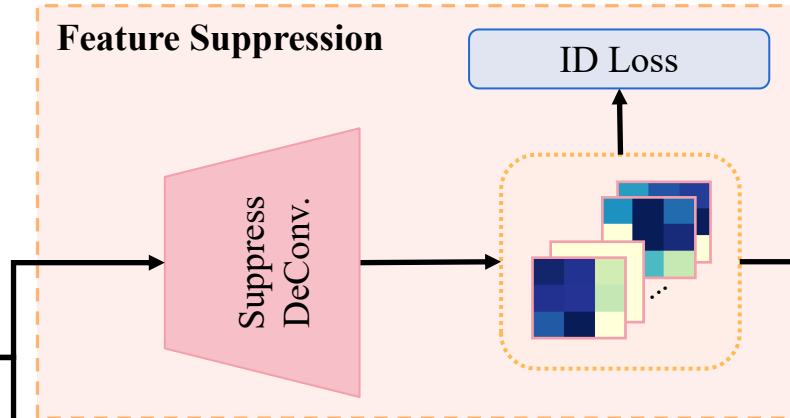 Feature Suppression
ID Loss
Suppress
DeConv.
...